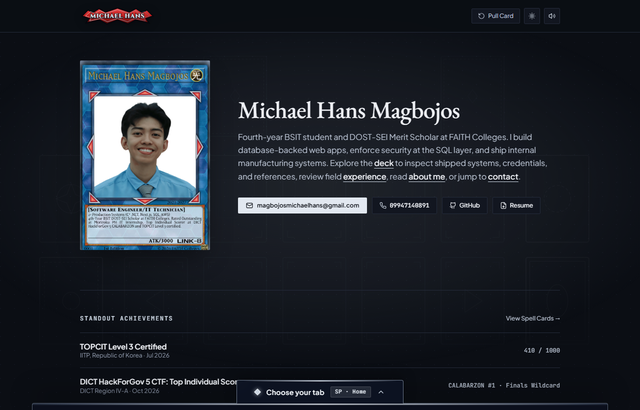 MICHAEL HANS
Pull Card
MICHAEL HANS MAGBOJOS
[SOFTWARE ENGINEER/IT TECHNICIAN]
ATK/3000 LINK-8
Michael Hans Magbojos
Fourth-year BSIT student and DOST-SEI Merit Scholar at FAITH Colleges. I build
database-backed web apps, enforce security at the SQL layer, and ship internal
manufacturing systems. Explore the deck to inspect shipped systems, credentials,
and references, review field experience, read about me, or jump to contact.
magbojosmichaelhans@gmail.com
09947148891
GitHub
Resume
STANDOUT ACHIEVEMENTS
View Spell Cards →
TOPCIT Level 3 Certified
IITP, Republic of Korea · Jul 2026
410 / 1000
DICT HackForGov 5 CTF: Top Individual Scor
DICT Region IV-A · Oct 2026
CALABARZON #1 · Finals Wildcard
Choose your tab
SP · Home